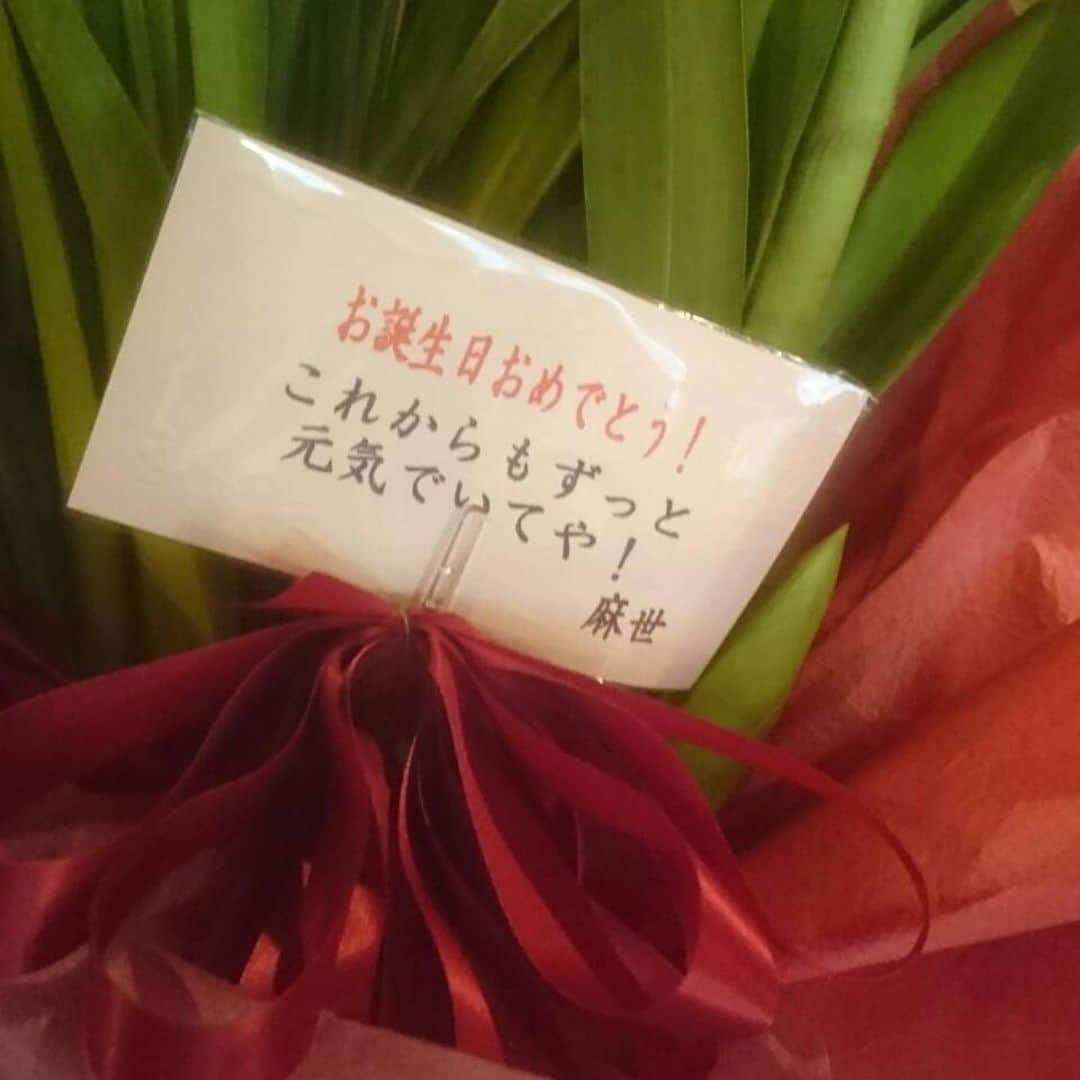 お誕生日おめでとう！
これからもずっと
元気でいてや！
麻世